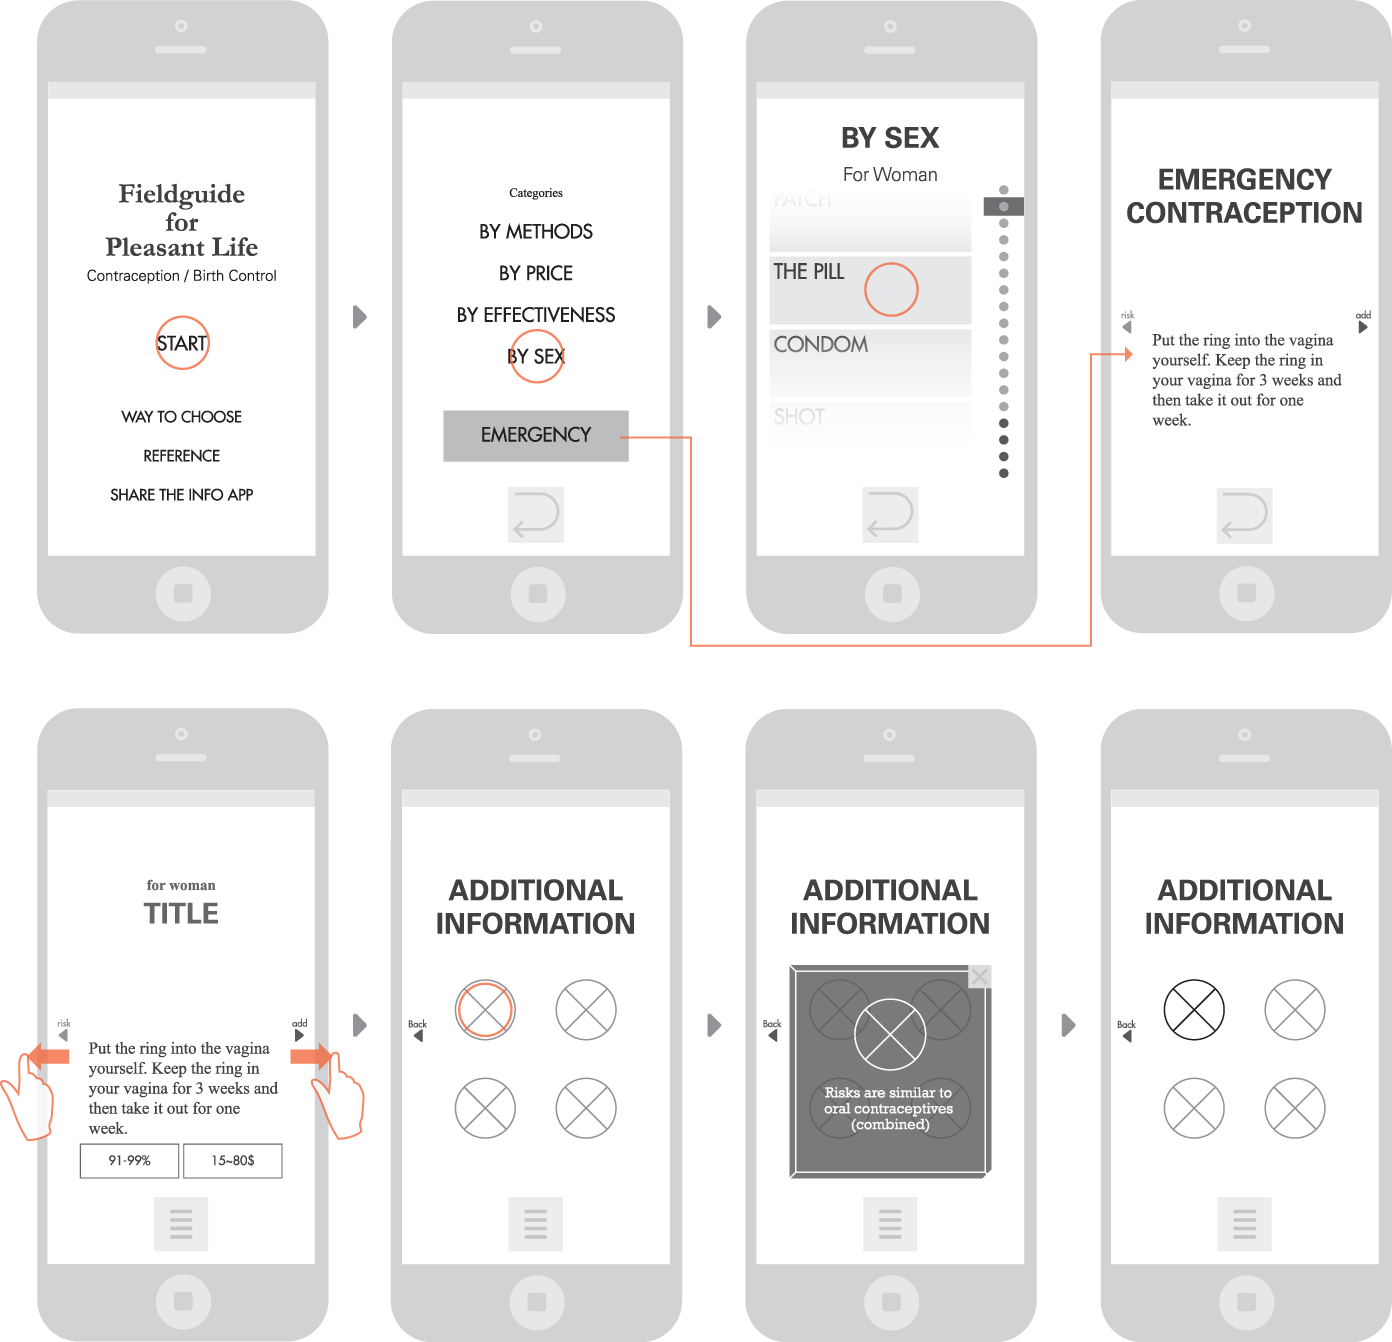 Fieldguide
for
Pleasant Life
Contraception / Birth Control
START
WAY TO CHOOSE
REFERENCE
SHARE THE INFO APP
Categories
BY METHODS
BY PRICE
BY EFFECTIVENESS
BY SEX
EMERGENCY
BY SEX
For Woman
PATCH
THE PILL
CONDOM
SHOT
EMERGENCY
CONTRACEPTION
risk
add
Put the ring into the vagina
yourself. Keep the ring in
your vagina for 3 weeks and
then take it out for one
week.
for woman
TITLE
risk
add
Put the ring into the vagina
yourself. Keep the ring in
your vagina for 3 weeks and
then take it out for one
week.
91-99%
15~80$
ADDITIONAL
INFORMATION
Back
ADDITIONAL
INFORMATION
Back
Risks are similar to
oral contraceptives
(combined)
ADDITIONAL
INFORMATION
Back